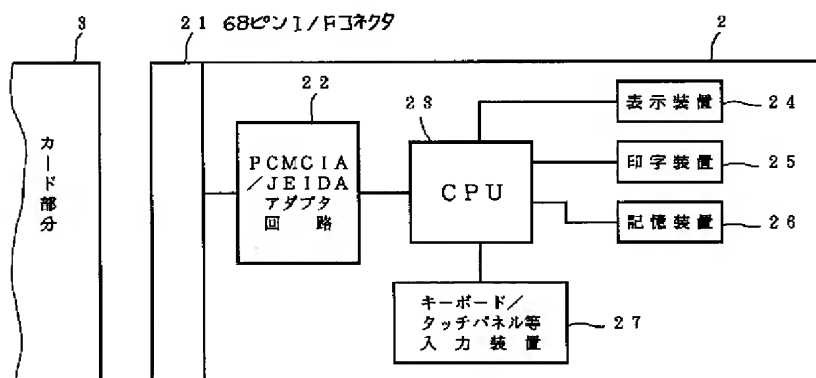 3
21 68ピンI/Fコネクタ
2
22
23
表示装置
24
カード部分
PCMCIA
/JEIDA
アダプタ
回路
CPU
印字装置
25
記憶装置
26
キーボード/
タッチパネル等
入力装置
27